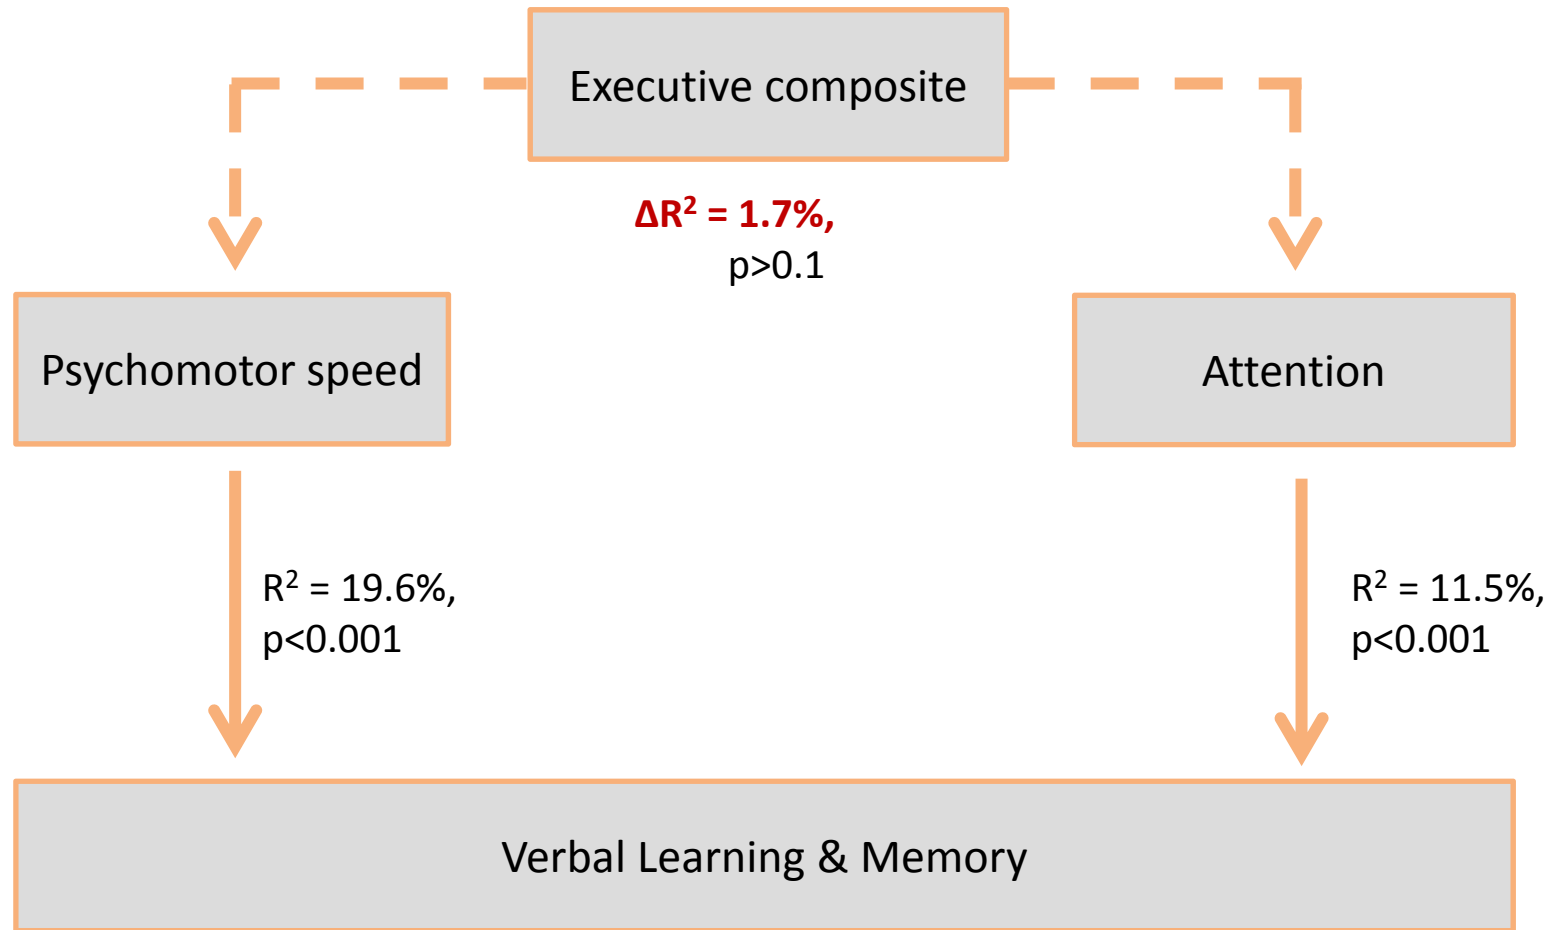 Executive composite
ΔR² = 1.7%,
p>0.1
Psychomotor speed
Attention
R² = 19.6%,
p<0.001
R² = 11.5%,
p<0.001
Verbal Learning & Memory